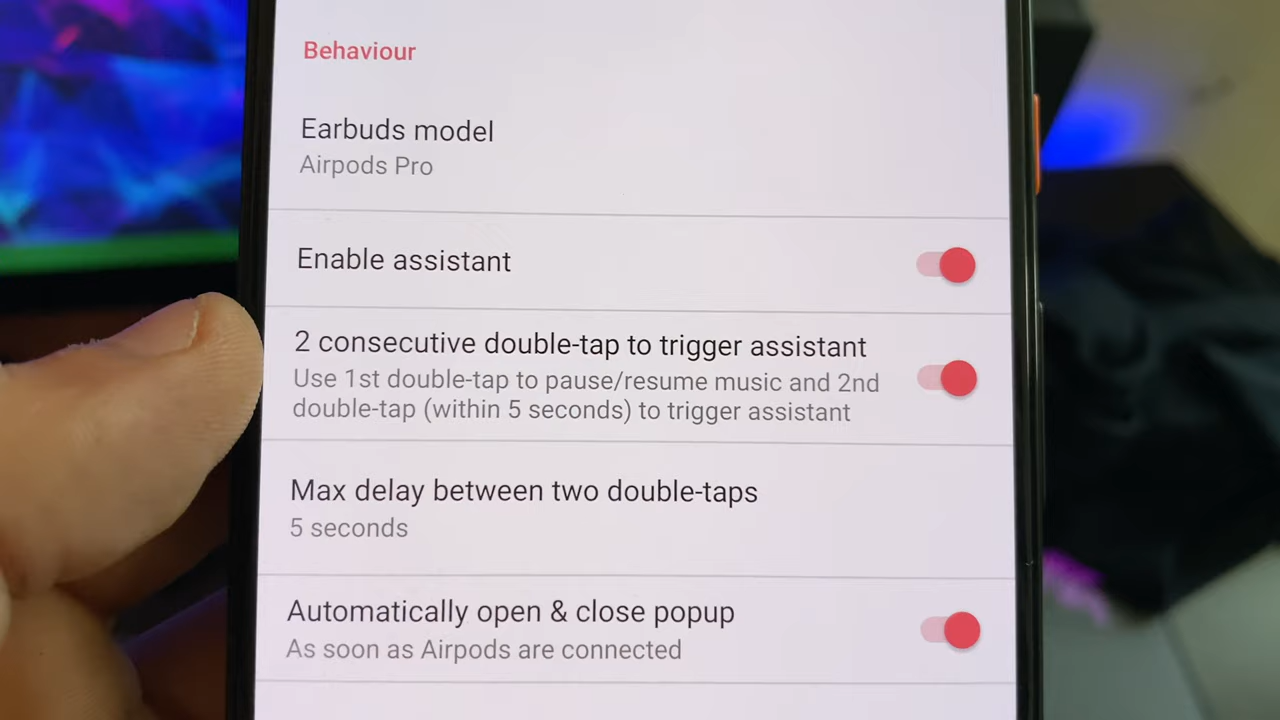 Behaviour
Earbuds model
Airpods Pro
Enable assistant
2 consecutive double-tap to trigger assistant
Use 1st double-tap to pause/resume music and 2nd
double-tap (within 5 seconds) to trigger assistant
Max delay between two double-taps
5 seconds
Automatically open & close popup
As soon as Airpods are connected